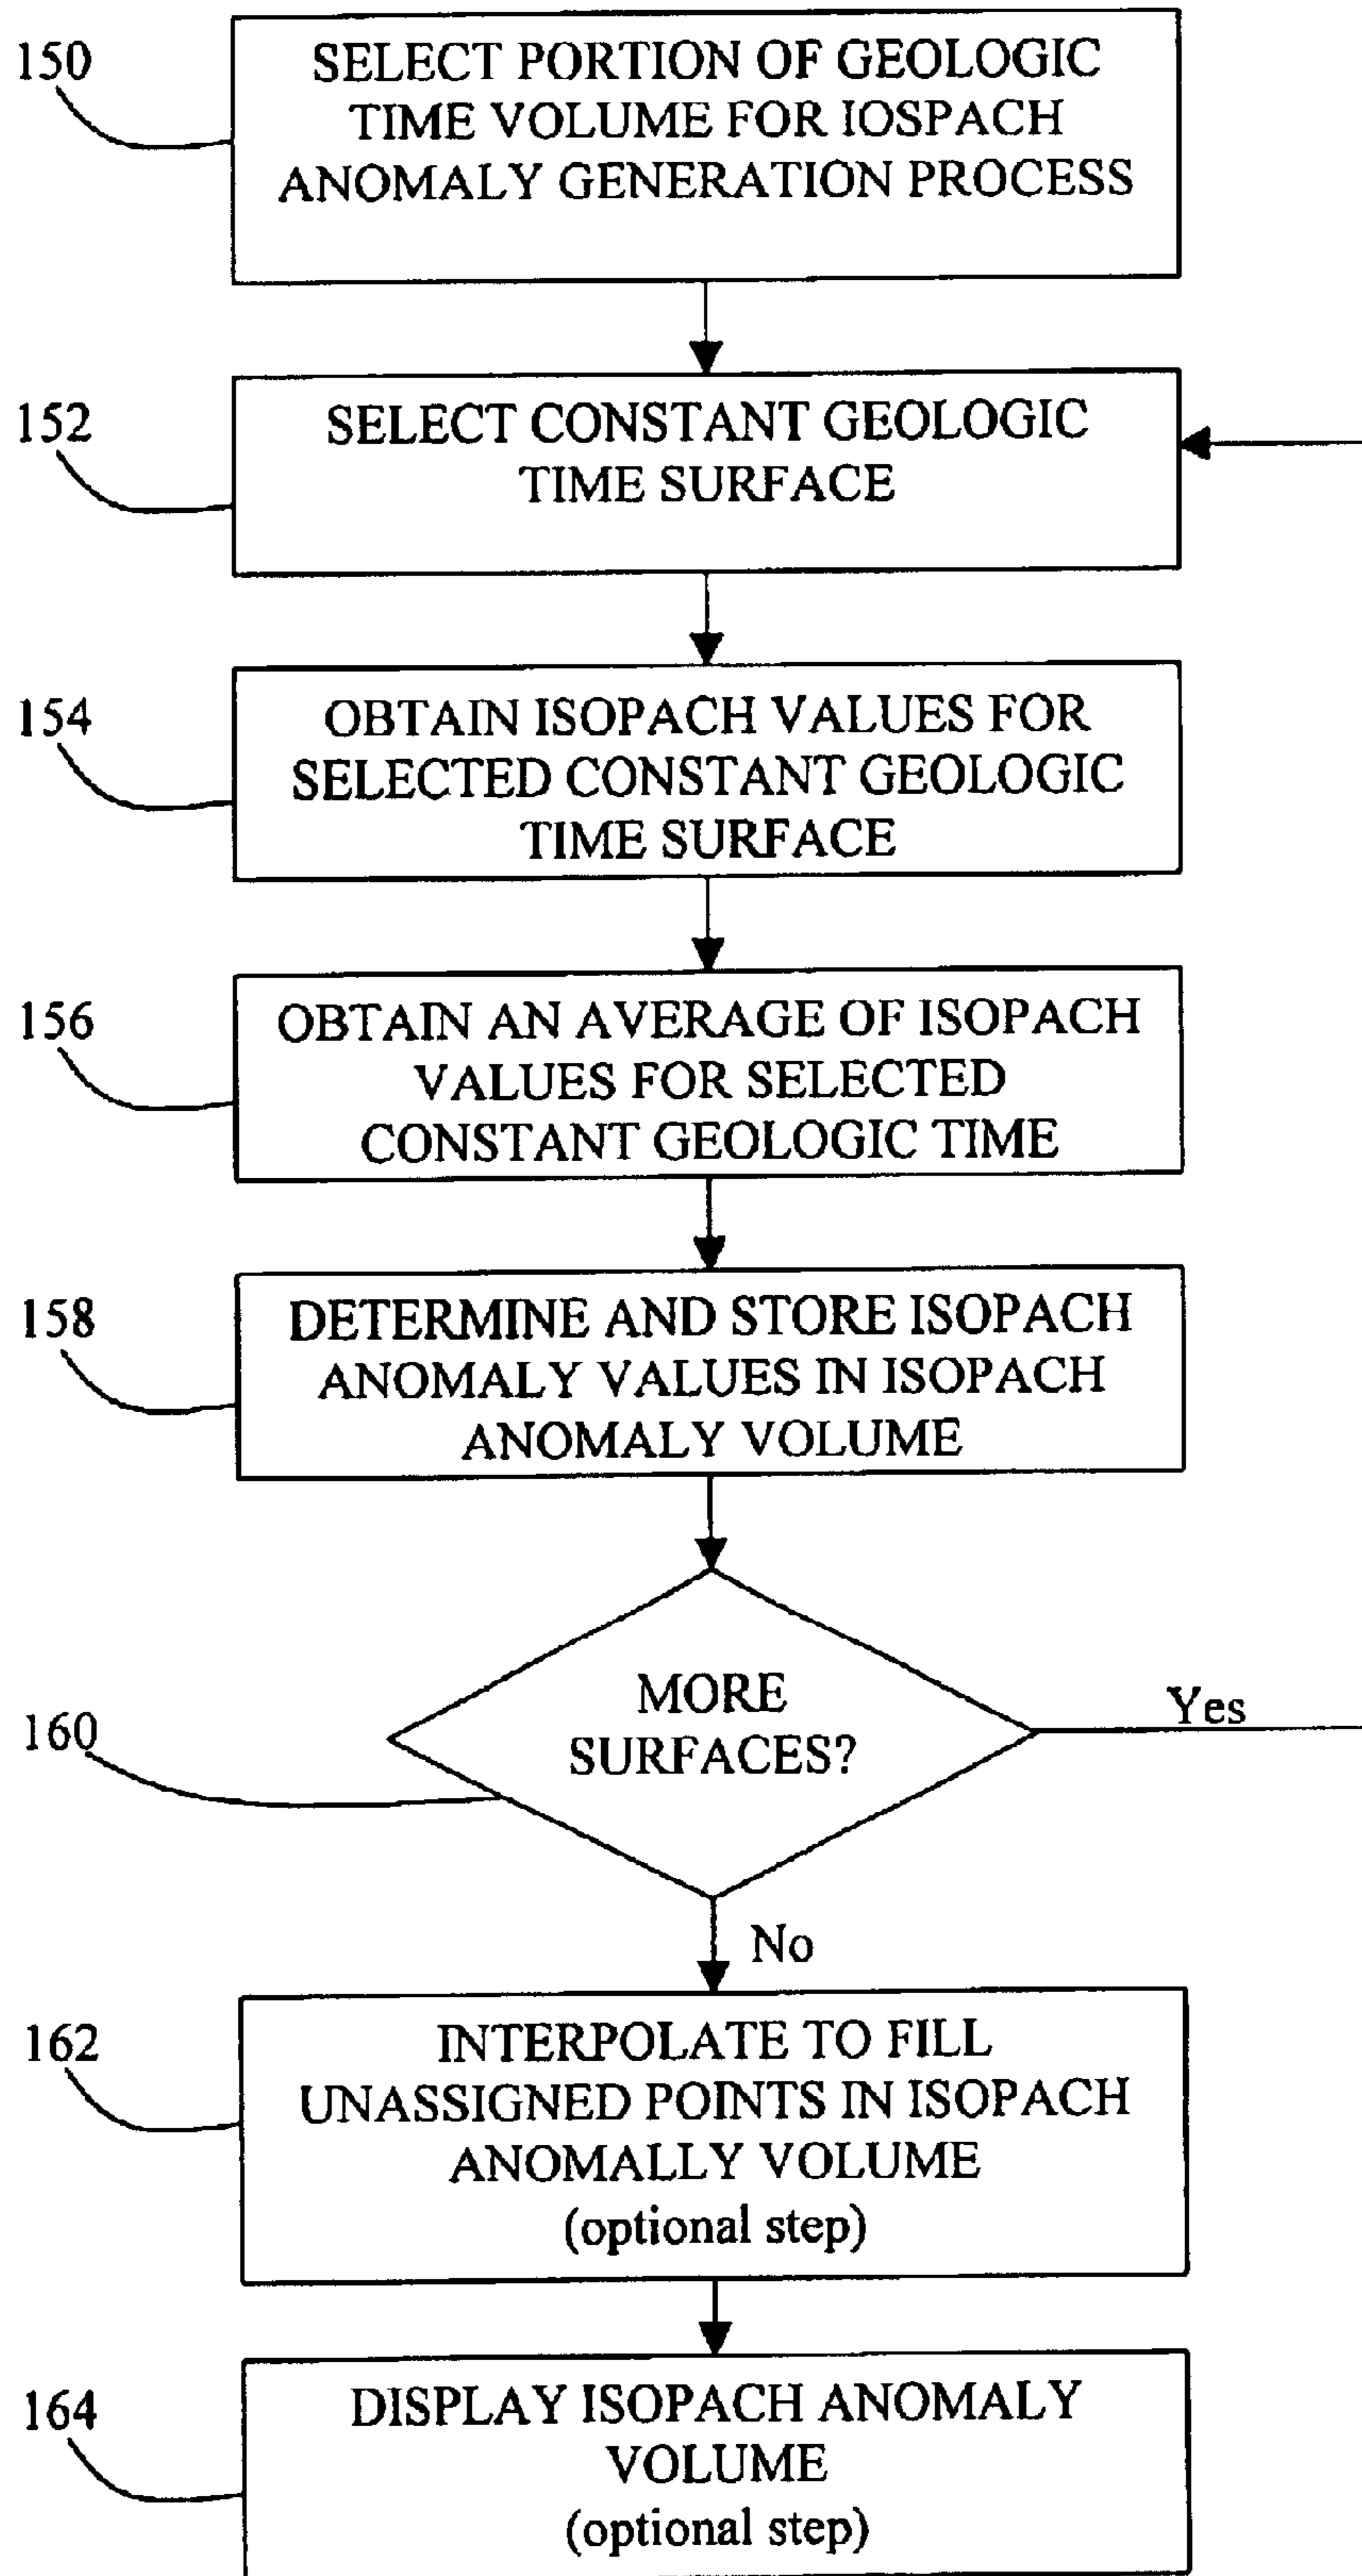 150
SELECT PORTION OF GEOLOGIC
TIME VOLUME FOR IOSPACH
ANOMALY GENERATION PROCESS
152
SELECT CONSTANT GEOLOGIC
TIME SURFACE
154
OBTAIN ISOPACH VALUES FOR
SELECTED CONSTANT GEOLOGIC
TIME SURFACE
156
OBTAIN AN AVERAGE OF ISOPACH
VALUES FOR SELECTED
CONSTANT GEOLOGIC TIME
158
DETERMINE AND STORE ISOPACH
ANOMALY VALUES IN ISOPACH
ANOMALY VOLUME
160
MORE
SURFACES?
Yes
No
162
INTERPOLATE TO FILL
UNASSIGNED POINTS IN ISOPACH
ANOMALLY VOLUME
(optional step)
164
DISPLAY ISOPACH ANOMALY
VOLUME
(optional step)